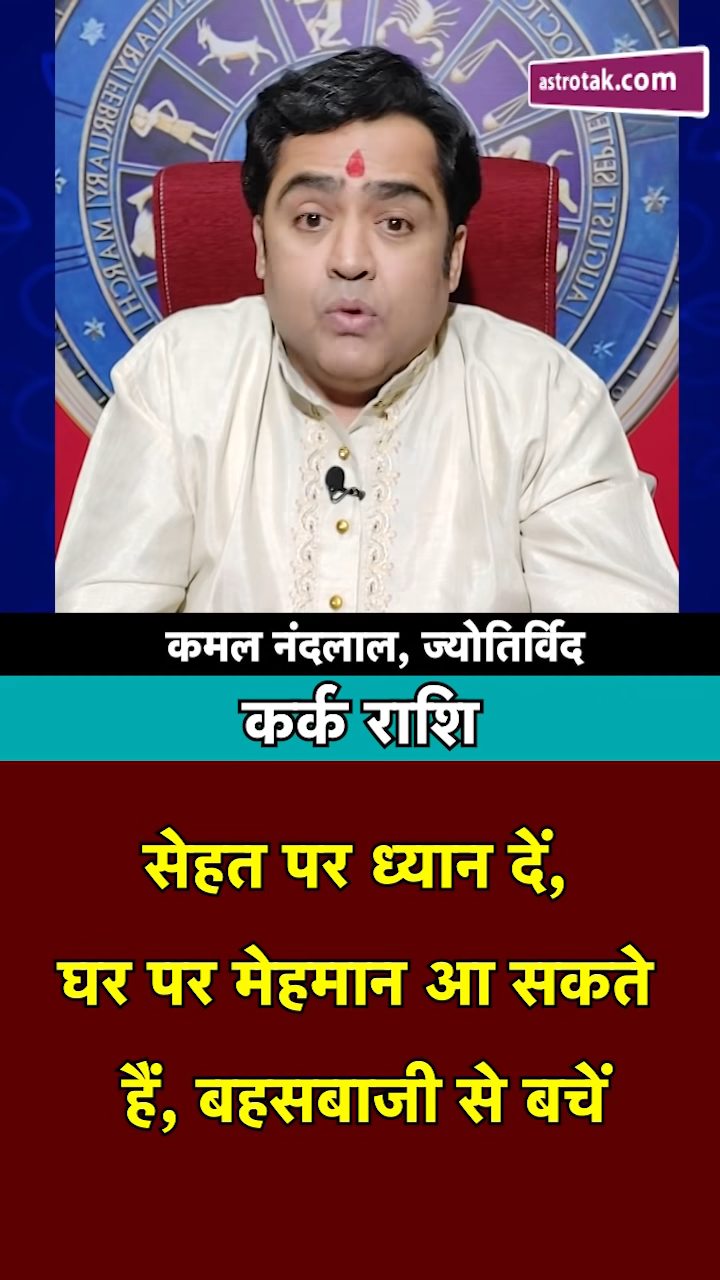 astrotak.com
कमल नंदलाल, ज्योतिर्विद
कर्क राशि
सेहत पर ध्यान दें,
घर पर मेहमान आ सकते
हैं, बहसबाजी से बचें